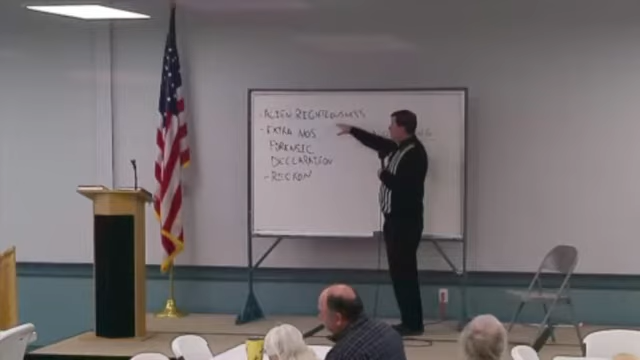 - ALIEN RIGHTEOUSNESS
- EXTRA NOS
FORENSIC
DECLARATION
- RECKON